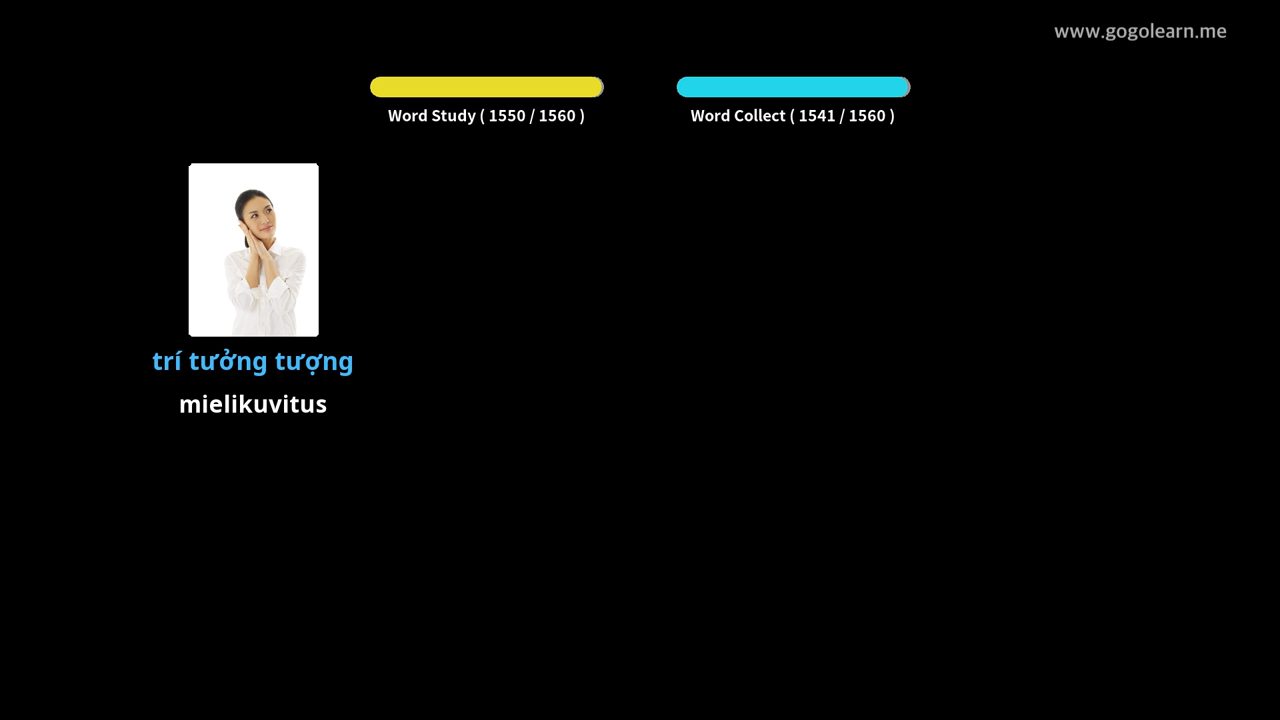 www.gogolearn.me
Word Study ( 1550 / 1560 )
Word Collect ( 1541 / 1560 )
trí tưởng tượng
mielikuvitus